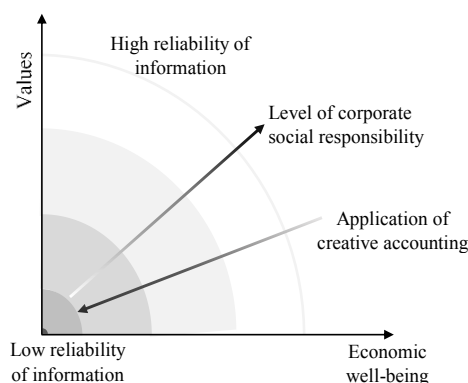 Values
High reliability of
information
Level of corporate
social responsibility
Application of
creative accounting
Low reliability
of information
Economic
well-being